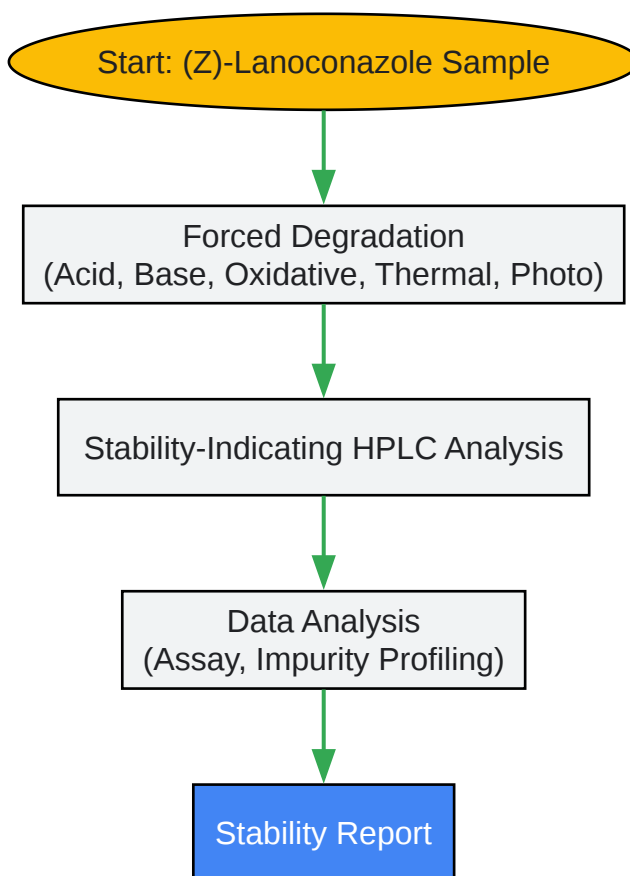 Start: (Z)-Lanoconazole Sample
Forced Degradation
(Acid, Base, Oxidative, Thermal, Photo)
Stability-Indicating HPLC Analysis
Data Analysis
(Assay, Impurity Profiling)
Stability Report